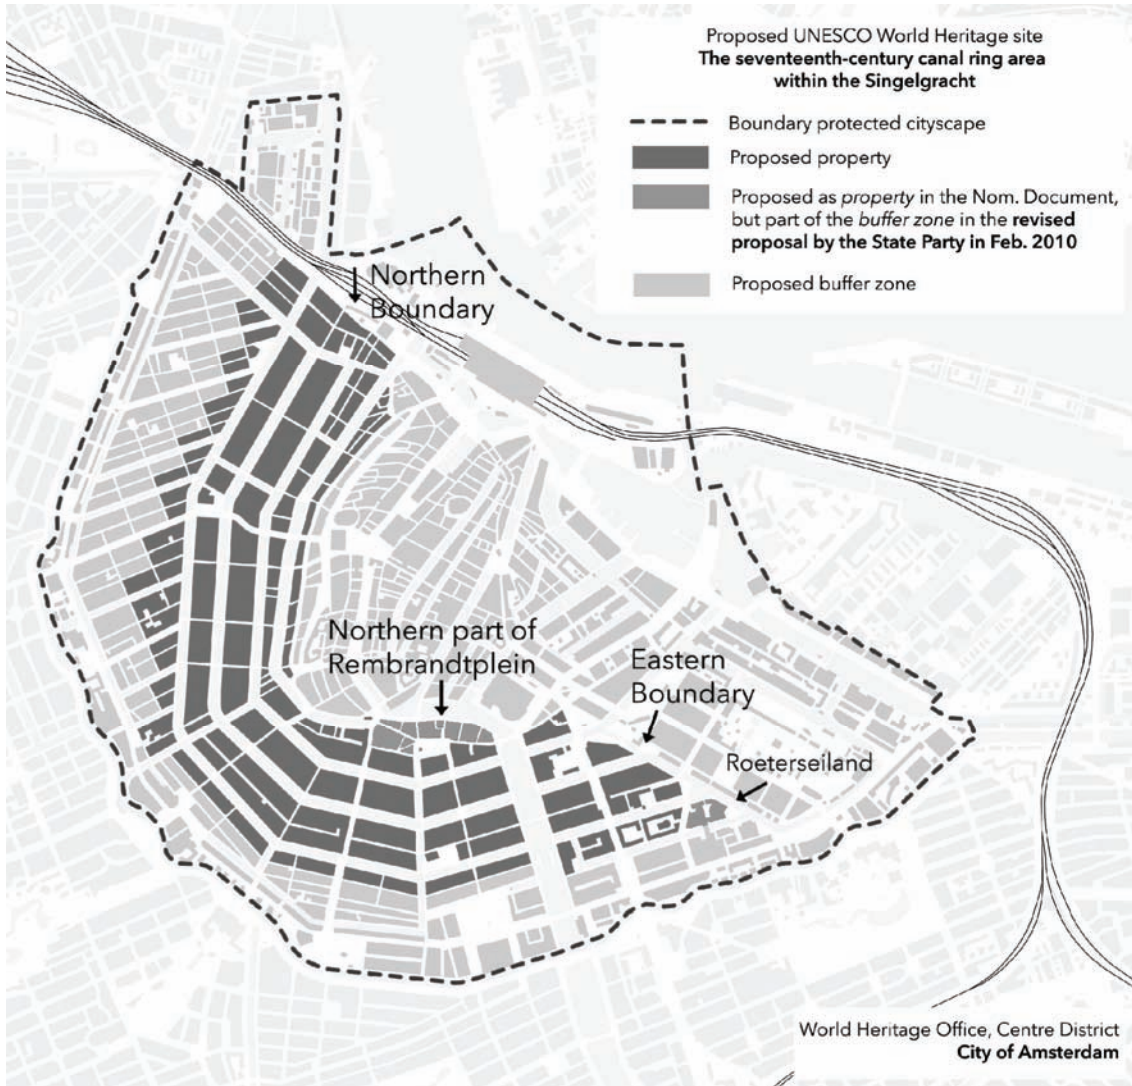 Proposed UNESCO World Heritage site
The seventeenth-century canal ring area
within the Singelgracht
Boundary protected cityscape
Proposed property
Proposed as property in the Nom. Document,
but part of the buffer zone in the revised
proposal by the State Party in Feb. 2010
Proposed buffer zone
Northern
Boundary
Northern part of
Rembrandtplein
Eastern
Boundary
Roeterseiland
World Heritage Office, Centre District
City of Amsterdam